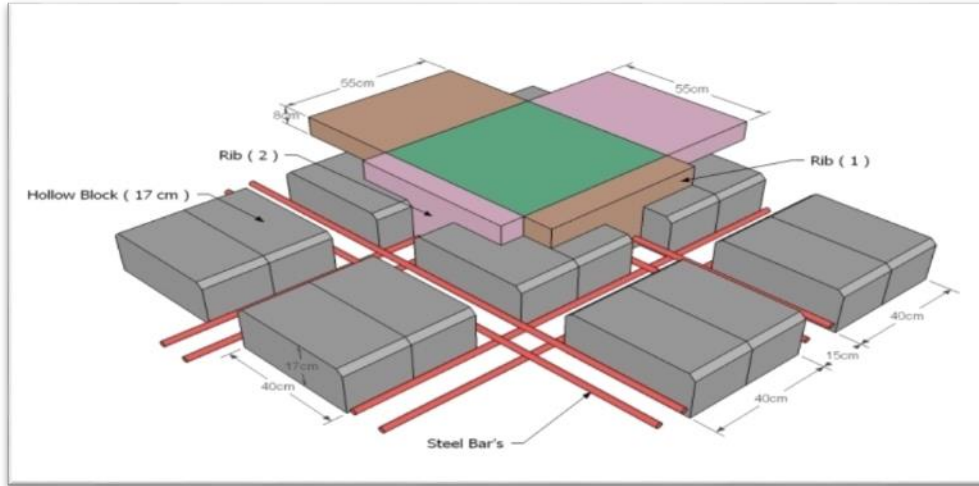 55cm
55cm
8cm
Rib ( 2 )
Rib ( 1 )
Hollow Block ( 17 cm )
40cm
15cm
17cm
40cm
40cm
Steel Bar's